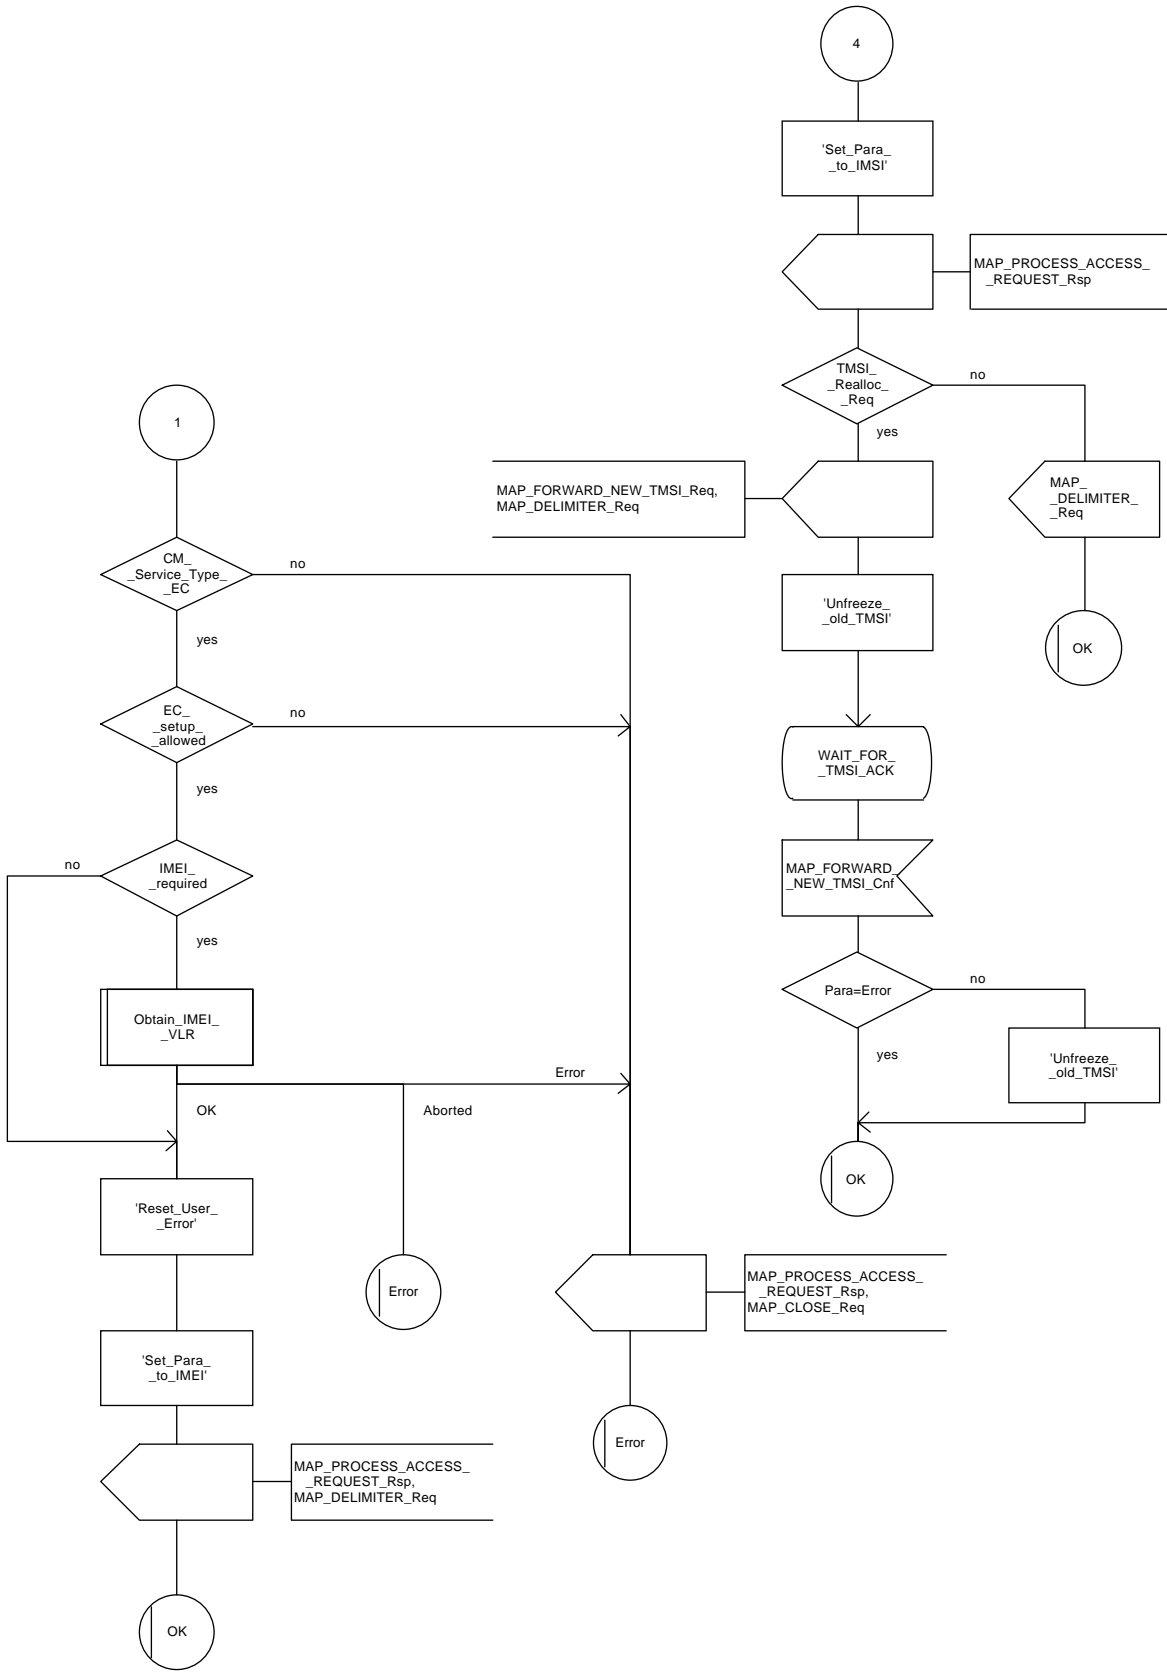 4
'Set_Para_
_to_IMSI'
MAP_PROCESS_ACCESS_
_REQUEST_Rsp
TMSI_
_Realloc_
_Req
no
yes
MAP_FORWARD_NEW_TMSI_Req,
MAP_DELIMITER_Req
MAP_
_DELIMITER_
_Req
'Unfreeze_
_old_TMSI'
OK
WAIT_FOR_
_TMSI_ACK
MAP_FORWARD_
_NEW_TMSI_Cnf
Para=Error
no
yes
'Unfreeze_
_old_TMSI'
OK
1
CM_
_Service_Type_
_EC
no
yes
EC_
_setup_
_allowed
no
yes
IMEI_
_required
no
yes
Obtain_IMEI_
_VLR
Error
OK
Aborted
'Reset_User_
_Error'
Error
MAP_PROCESS_ACCESS_
_REQUEST_Rsp,
MAP_CLOSE_Req
'Set_Para_
_to_IMEI'
Error
MAP_PROCESS_ACCESS_
_REQUEST_Rsp,
MAP_DELIMITER_Req
OK